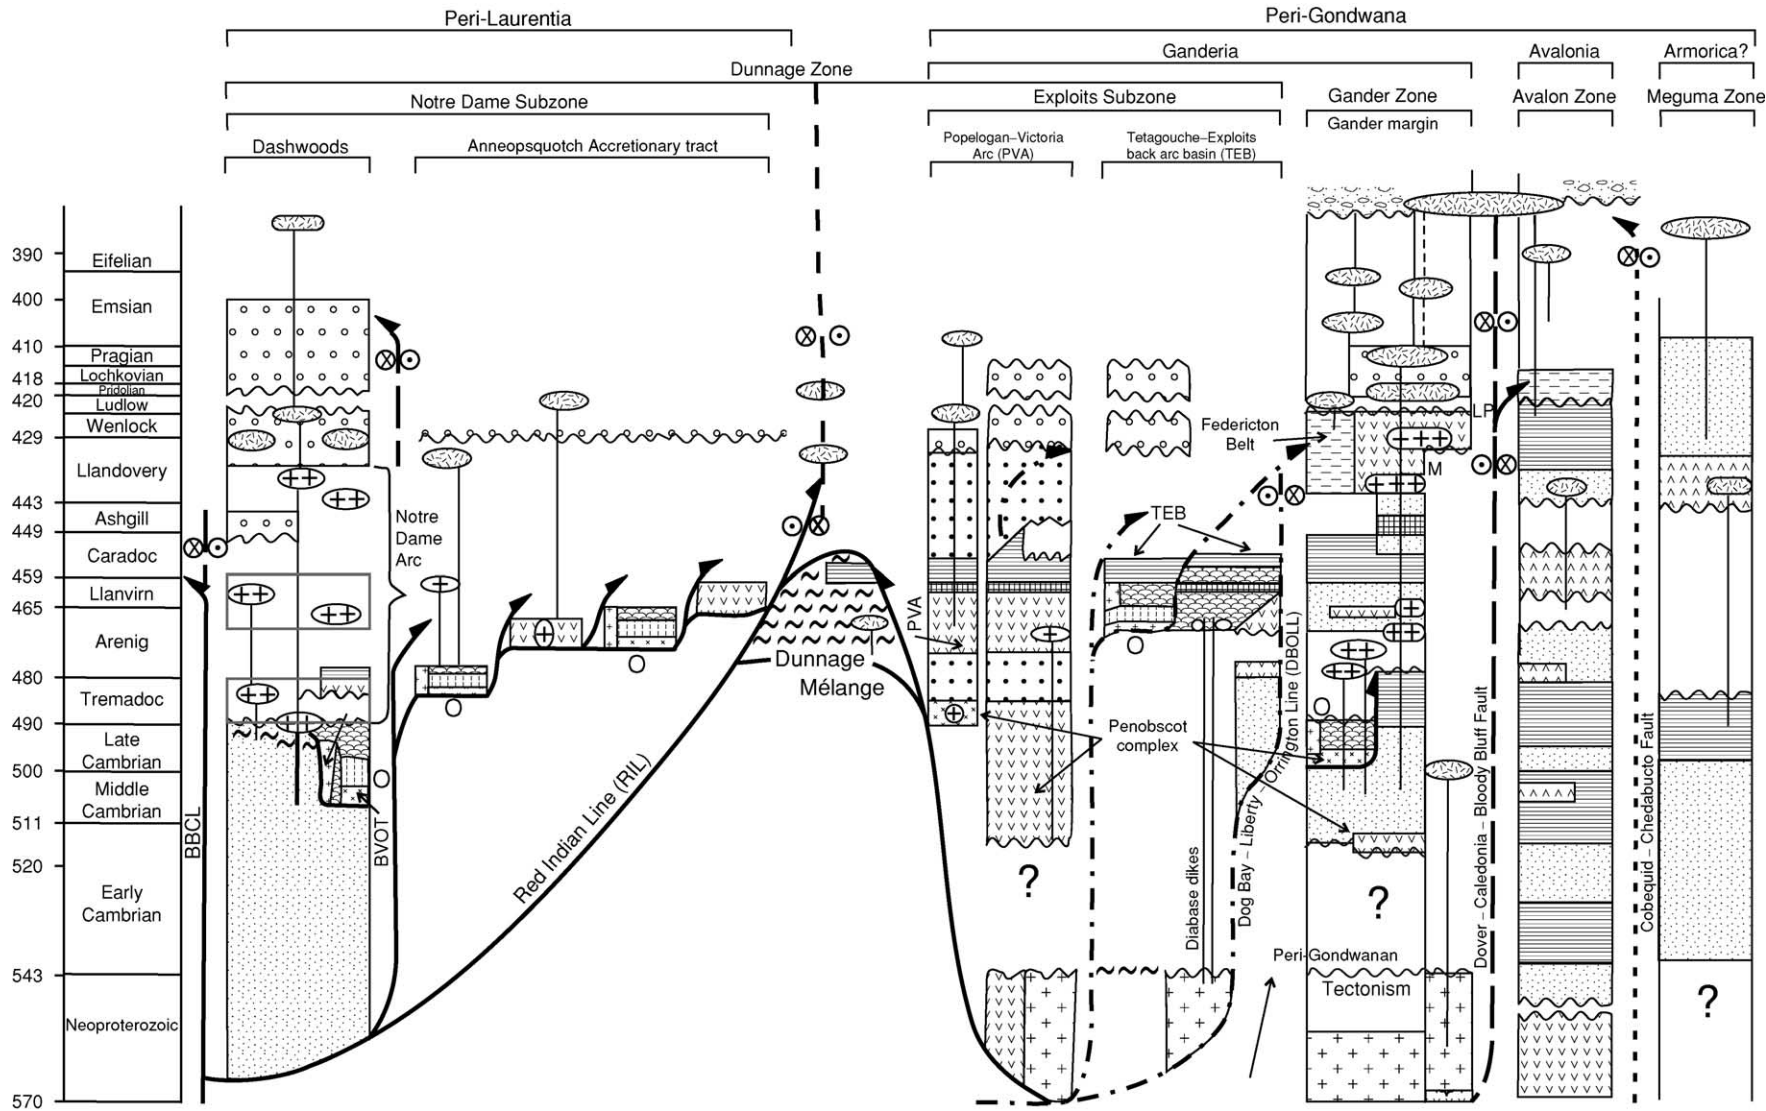 Peri-Laurentia
Peri-Gondwana
Ganderia
Avalonia
Armorica?
Dunnage Zone
Notre Dame Subzone
Exploits Subzone
Gander Zone
Avalon Zone
Meguma Zone
Gander margin
Dashwoods
Anneopsquotch Accretionary tract
Popelogan–Victoria
Arc (PVA)
Tetagouche–Exploits
back arc basin (TEB)
390
Eifelian
400
Emsian
410
Pragian
Lochkovian
418
Pridolian
420
Ludlow
Wenlock
429
Llandovery
443
Ashgill
449
Caradoc
459
Llanvirn
465
Arenig
480
Tremadoc
490
Late
Cambrian
500
Middle
Cambrian
511
520
Early
Cambrian
543
Neoproterozoic
570
BBCL
Notre
Dame
Arc
BVOT
O
O
O
Red Indian Line (RIL)
Dunnage
Mélange
PVA
TEB
O
Penobscot
complex
?
Diabase dikes
Dog Bay – Liberty – Orrington Line (DBOLL)
Federicton
Belt
LP
M
O
?
Peri-Gondwanan
Tectonism
Dover – Caledonia – Bloody Bluff Fault
Cobequid – Chedabucto Fault
?